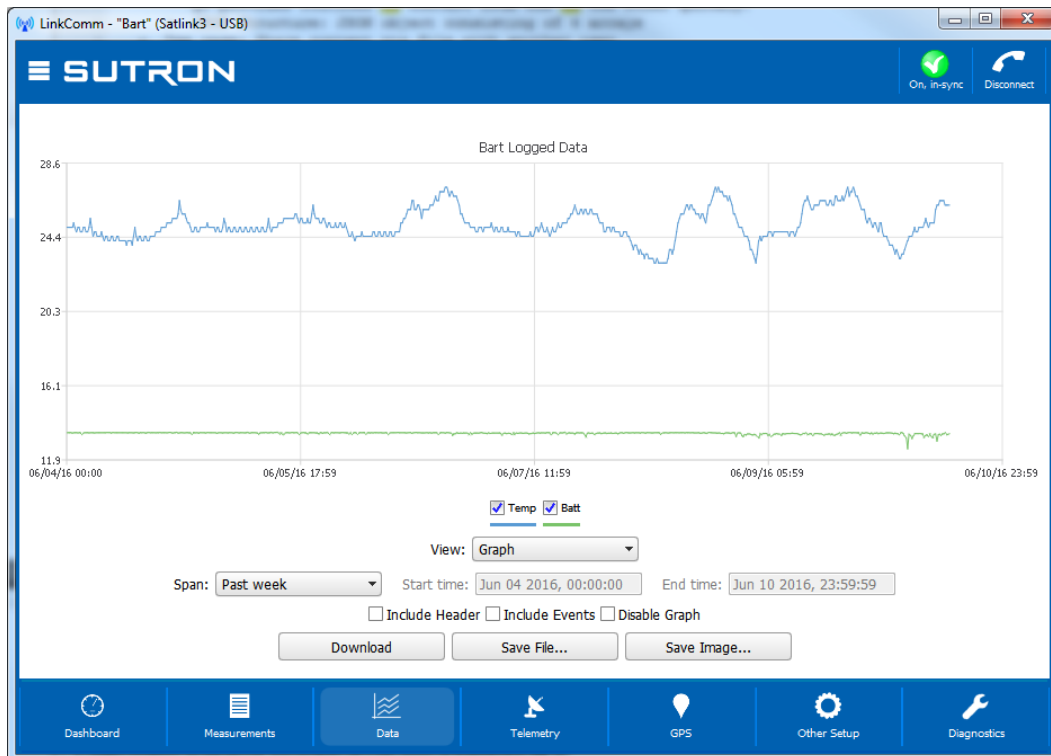 LinkComm - "Bart" (Satlink3 - USB)
SUTRON
On, in-sync
Disconnect
Bart Logged Data
28.6
24.4
20.3
16.1
11.9
06/04/16 00:00
06/05/16 17:59
06/07/16 11:59
06/09/16 05:59
06/10/16 23:59
Temp Batt
View: Graph
Span: Past week Start time: Jun 04 2016, 00:00:00 End time: Jun 10 2016, 23:59:59
Include Header Include Events Disable Graph
Download Save File... Save Image...
Dashboard Measurements Data Telemetry GPS Other Setup Diagnostics